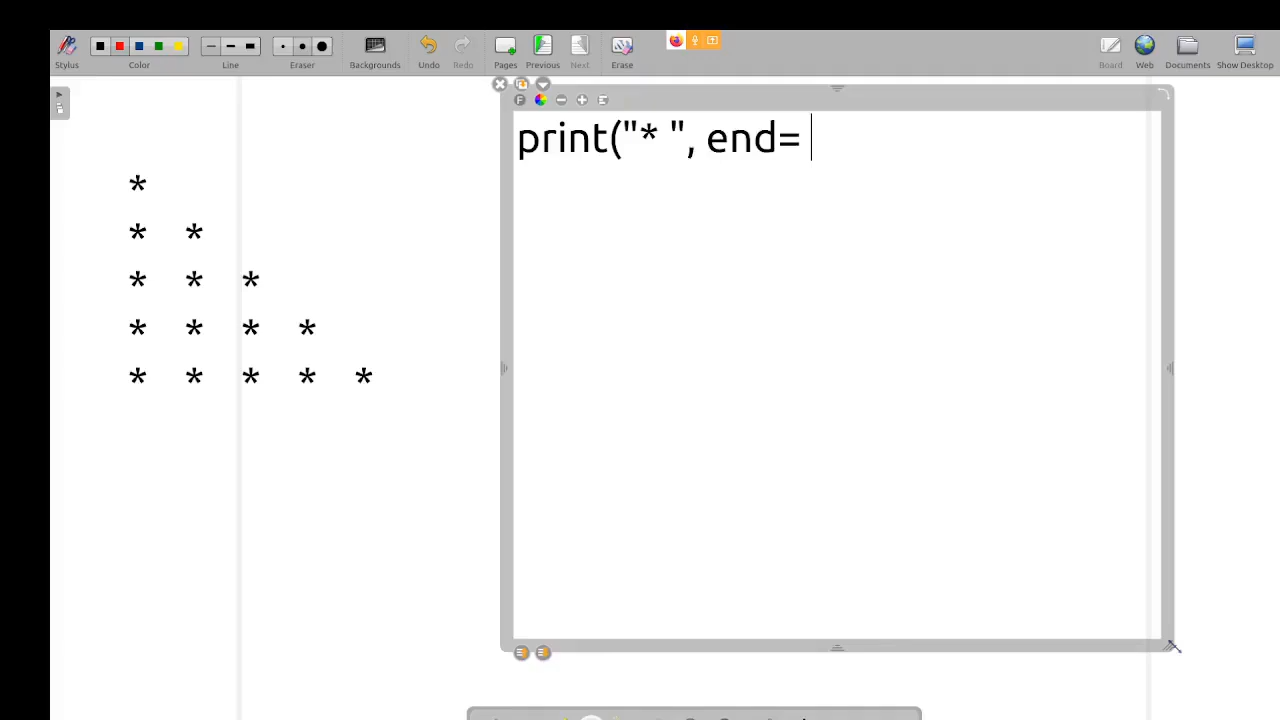 Stylus Color Line Eraser Backgrounds Undo Redo Pages Previous Next Erase Board Web Documents Show Desktop
F
print("* ", end=
*
* *
* * *
* * * *
* * * * *